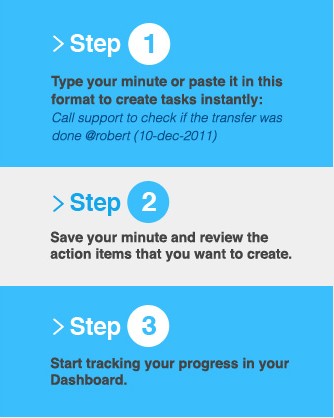 > Step 1
Type your minute or paste it in this
format to create tasks instantly:
Call support to check if the transfer was
done @robert (10-dec-2011)
> Step 2
Save your minute and review the
action items that you want to create.
> Step 3
Start tracking your progress in your
Dashboard.